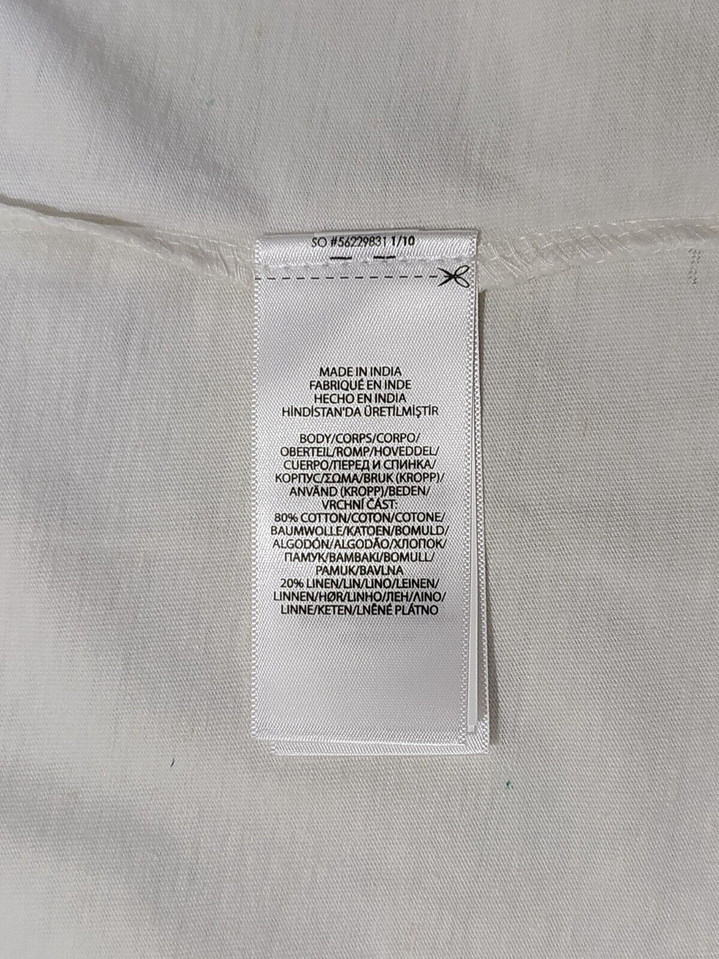 SO #56229831 1/10
MADE IN INDIA
FABRIQUÉ EN INDE
HECHO EN INDIA
HİNDİSTAN'DA ÜRETİLMİŞTİR
BODY/CORPS/CORPO/
OBERTEIL/ROMP/HOVEDDEL/
CUERPO/ПЕРЕД И СПИНКА/
ΚΟΡΠΥC/ΣΩΜΑ/BRUK (KROPP)/
ANVÄND (KROPP)/BEDEN/
VRCHNÍ ČÁST:
80% COTTON/COTON/COTONE/
BAUMWOLLE/KATOEN/BOMULD/
ALGODÓN/ALGODÃO/ХЛОПОК/
ПАМУК/BAMBAKI/BOMULL/
PAMUK/BAVLNA
20% LINEN/LIN/LINO/LEINEN/
LINNEN/HØR/LINHO/ЛЕН/ΛΙΝΟ/
LINNE/KETEN/LNĚNÉ PLÁTNO